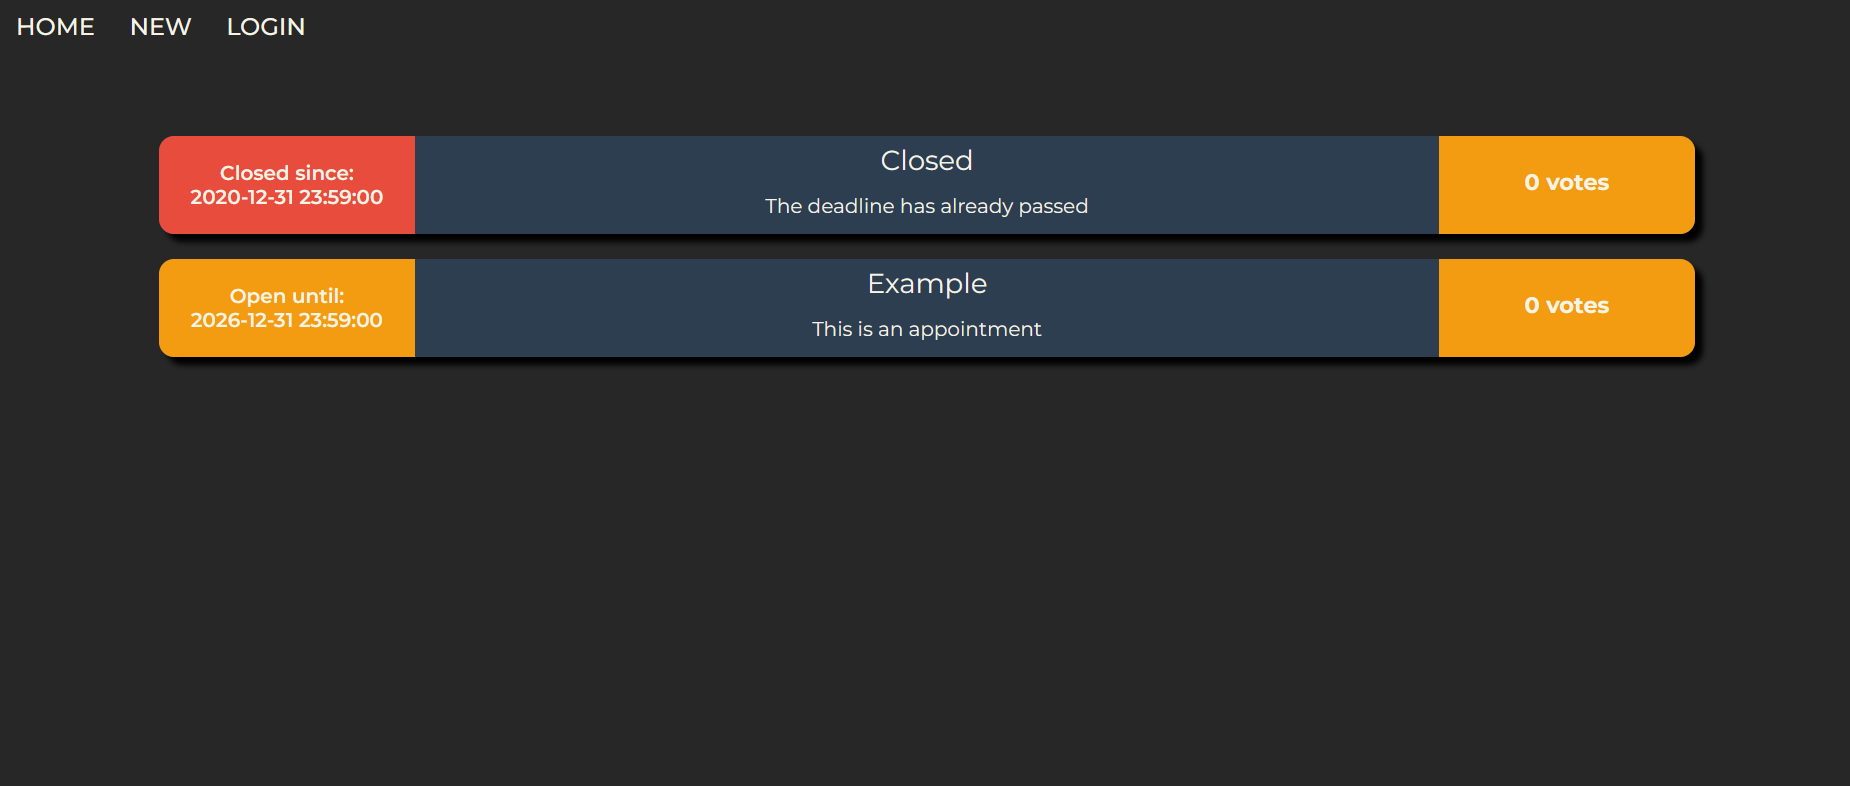 HOME NEW LOGIN
Closed since:
2020-12-31 23:59:00
Closed
The deadline has already passed
0 votes
Open until:
2026-12-31 23:59:00
Example
This is an appointment
0 votes